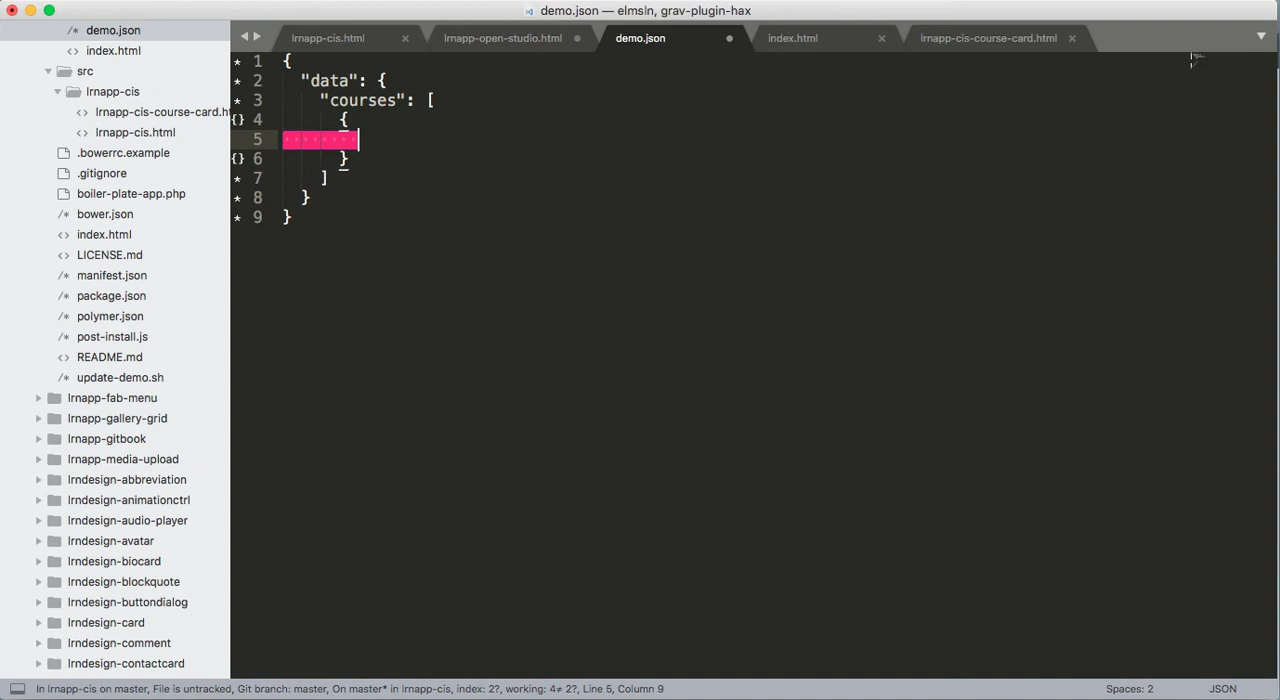 demo.json — elmsln, grav-plugin-hax
/* demo.json
<> index.html
src
lrnapp-cis
<> lrnapp-cis-course-card.h
<> lrnapp-cis.html
.bowerrc.example
.gitignore
boiler-plate-app.php
/* bower.json
<> index.html
<> LICENSE.md
/* manifest.json
/* package.json
/* polymer.json
/* post-install.js
<> README.md
/* update-demo.sh
lrnapp-fab-menu
lrnapp-gallery-grid
lrnapp-gitbook
lrnapp-media-upload
lrndesign-abbreviation
lrndesign-animationctrl
lrndesign-audio-player
lrndesign-avatar
lrndesign-biocard
lrndesign-blockquote
lrndesign-buttondialog
lrndesign-card
lrndesign-comment
lrndesign-contactcard
lrnapp-cis.html × lrnapp-open-studio.html demo.json index.html × lrnapp-cis-course-card.html ×
* 1 {
* 2 "data": {
* 3 "courses": [
{} 4 {
5
{} 6 }
* 7 ]
* 8 }
* 9 }
In lrnapp-cis on master, File is untracked, Git branch: master, On master* in lrnapp-cis, index: 2?, working: 4≠ 2?, Line 5, Column 9 Spaces: 2 JSON